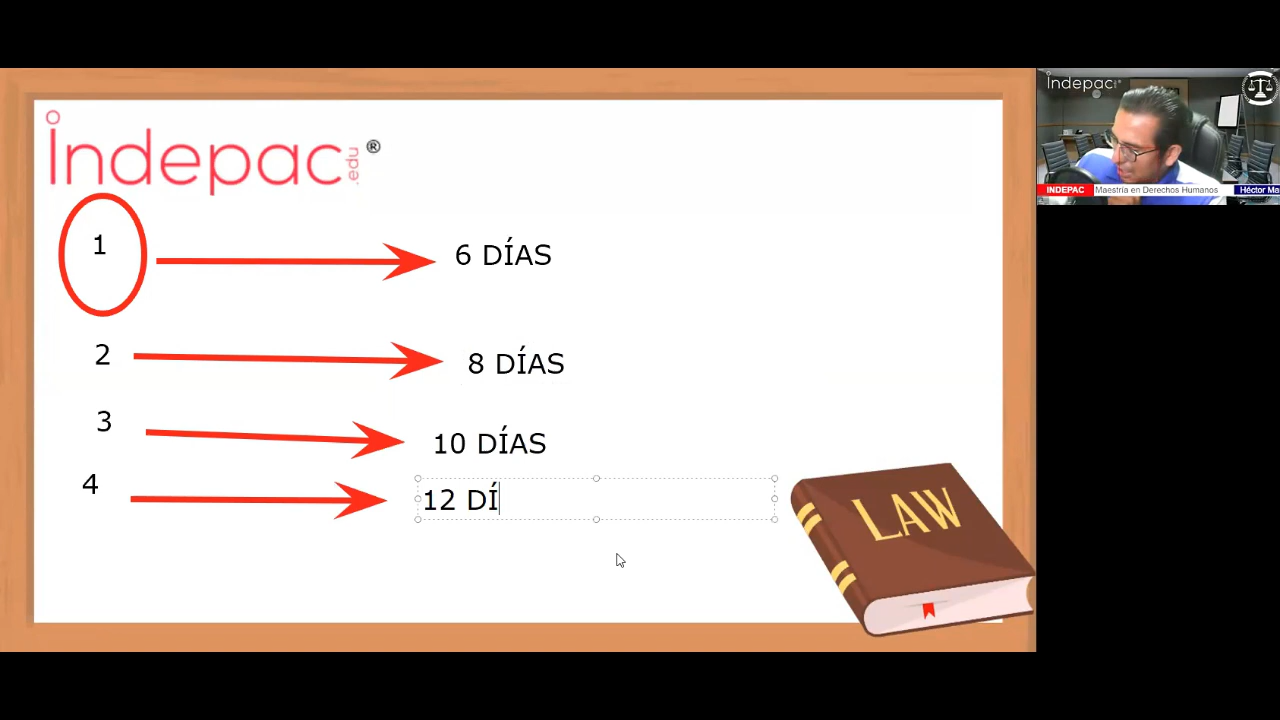 Indepac.edu ®
1 6 DÍAS
2 8 DÍAS
3 10 DÍAS
4 12 DÍ
LAW
Indepac
INDEPAC Maestría en Derechos Humanos Héctor Ma